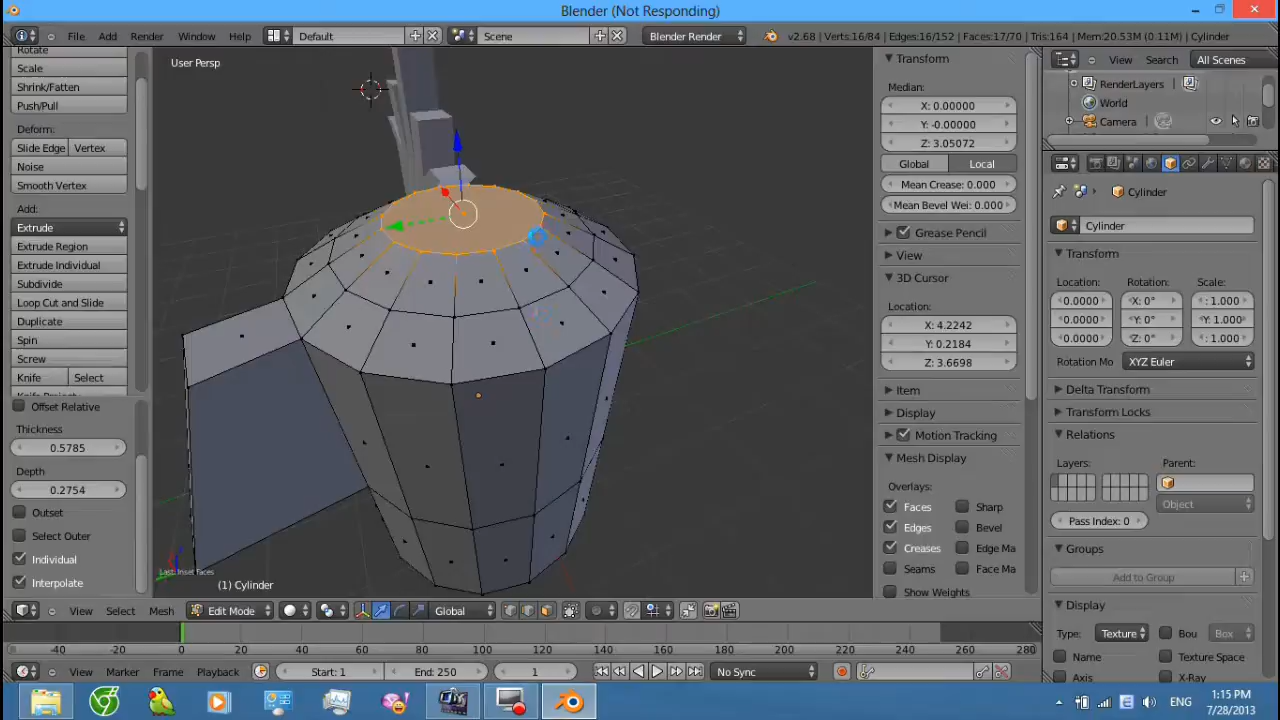 Blender (Not Responding)
File Add Render Window Help Default Scene Blender Render v2.68 | Verts:16/84 | Edges:16/152 | Faces:17/70 | Tris:164 | Mem:20.53M (0.11M) | Cylinder
Rotate
Scale
Shrink/Fatten
Push/Pull
Deform:
Slide Edge Vertex
Noise
Smooth Vertex
Add:
Extrude
Extrude Region
Extrude Individual
Subdivide
Loop Cut and Slide
Duplicate
Spin
Screw
Knife Select
Offset Relative
Thickness
0.5785
Depth
0.2754
Outset
Select Outer
Individual
Interpolate
User Persp
Last: Inset Faces
(1) Cylinder
Transform
Median:
X: 0.00000
Y: -0.00000
Z: 3.05072
Global Local
Mean Crease: 0.000
Mean Bevel Wei: 0.000
Grease Pencil
View
3D Cursor
Location:
X: 4.2242
Y: 0.2184
Z: 3.6698
Item
Display
Motion Tracking
Mesh Display
Overlays:
Faces Sharp
Edges Bevel
Creases Edge Ma
Seams Face Ma
Show Weights
View Search All Scenes
RenderLayers
World
Camera
Cylinder
Cylinder
Transform
Location: Rotation: Scale:
0.0000 X: 0° : 1.000
0.0000 Y: 0° Y: 1.000
0.0000 Z: 0° : 1.000
Rotation Mo XYZ Euler
Delta Transform
Transform Locks
Relations
Layers: Parent:
Object
Pass Index: 0
Groups
Add to Group
Display
Type: Texture Bou Box
Name Texture Space
Axis
View Select Mesh Edit Mode Global
-40 -20 0 20 40 60 80 100 120 140 160 180 200 220 240 260 280
View Marker Frame Playback Start: 1 End: 250 1 No Sync
ENG 1:15 PM
7/28/2013